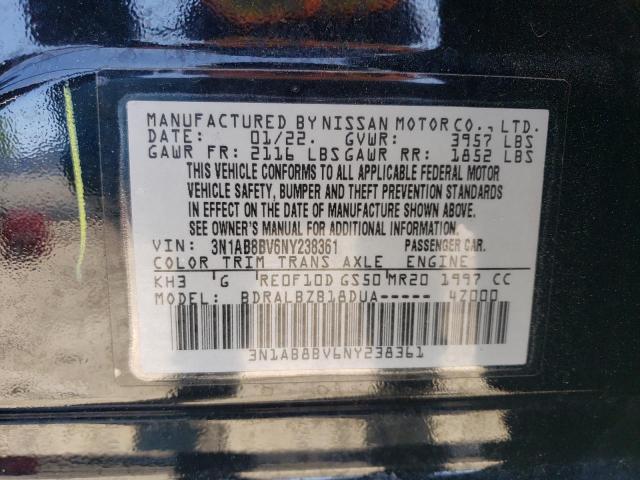 MANUFACTURED BY NISSAN MOTOR CO., LTD.
DATE: 01/22. GVWR: 3957 LBS
GAWR FR: 2116 LBS GAWR RR: 1852 LBS
THIS VEHICLE CONFORMS TO ALL APPLICABLE FEDERAL MOTOR
VEHICLE SAFETY, BUMPER AND THEFT PREVENTION STANDARDS
IN EFFECT ON THE DATE OF MANUFACTURE SHOWN ABOVE.
SEE OWNER'S MANUAL FOR ADDITIONAL INFORMATION.
VIN: 3N1AB8BV6NY238361 PASSENGER CAR.
COLOR TRIM TRANS AXLE ENGINE
KH3 G RE0F10D GS50 MR20 1997 CC
MODEL: BDRALBZB18DUA----- 4Z000
3N1AB8BV6NY238361